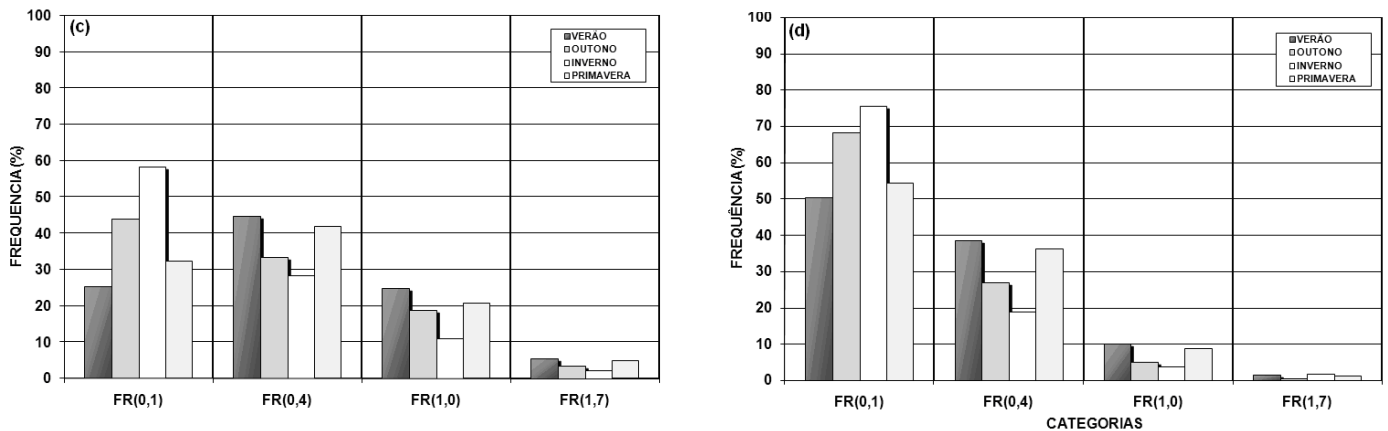 (c)
VERÃO
OUTONO
INVERNO
PRIMAVERA
FREQUENCIA (%)
100
90
80
70
60
50
40
30
20
10
0
FR(0,1) FR(0,4) FR(1,0) FR(1,7)
(d)
VERÃO
OUTONO
INVERNO
PRIMAVERA
FREQUÊNCIA (%)
100
90
80
70
60
50
40
30
20
10
0
FR(0,1) FR(0,4) FR(1,0) FR(1,7)
CATEGORIAS